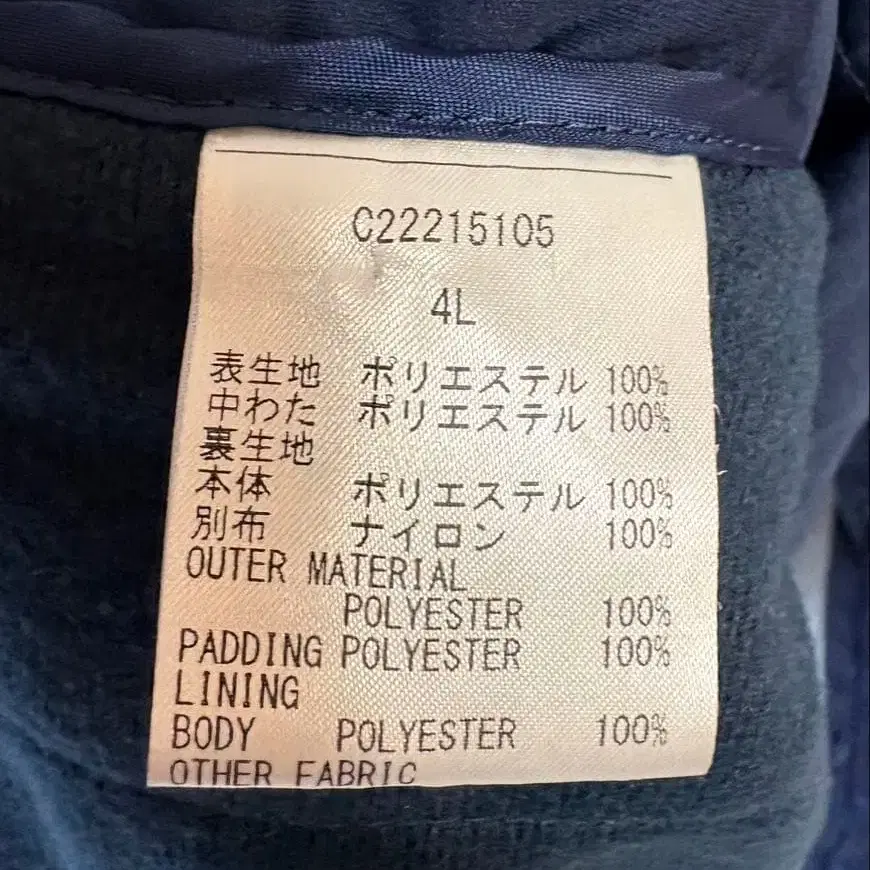 C22215105
4L
表生地 ポリエステル 100%
中わた ポリエステル 100%
裏生地
本体 ポリエステル 100%
別布 ナイロン 100%
OUTER MATERIAL
POLYESTER 100%
PADDING POLYESTER 100%
LINING
BODY POLYESTER 100%
OTHER FABRIC